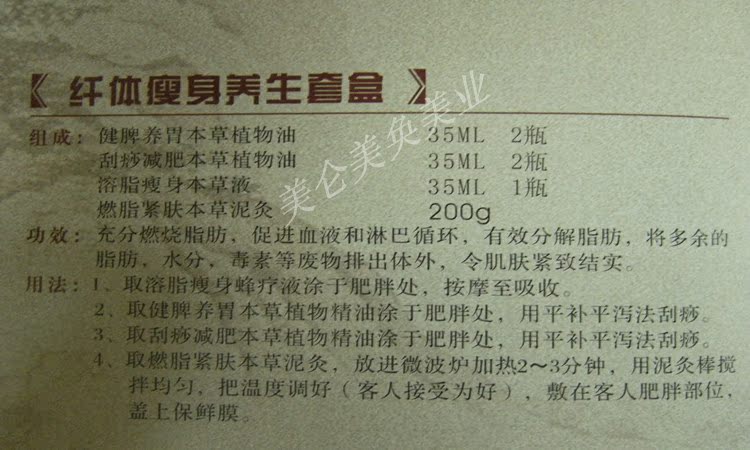 《 纤体瘦身养生套盒 》
组成：健脾养胃本草植物油 35ML 2瓶
刮痧减肥本草植物油 35ML 2瓶
溶脂瘦身本草液 35ML 1瓶
燃脂紧肤本草泥灸 200g
功效：充分燃烧脂肪，促进血液和淋巴循环，有效分解脂肪，将多余的
脂肪，水分，毒素等废物排出体外，令肌肤紧致结实。
用法：1、取溶脂瘦身蜂疗液涂于肥胖处，按摩至吸收。
2、取健脾养胃本草植物精油涂于肥胖处，用平补平泻法刮痧。
3、取刮痧减肥本草植物精油涂于肥胖处，用平补平泻法刮痧。
4、取燃脂紧肤本草泥灸，放进微波炉加热2～3分钟，用泥灸棒搅
拌均匀，把温度调好（客人接受为好），敷在客人肥胖部位，
盖上保鲜膜。
美仑美奂美业